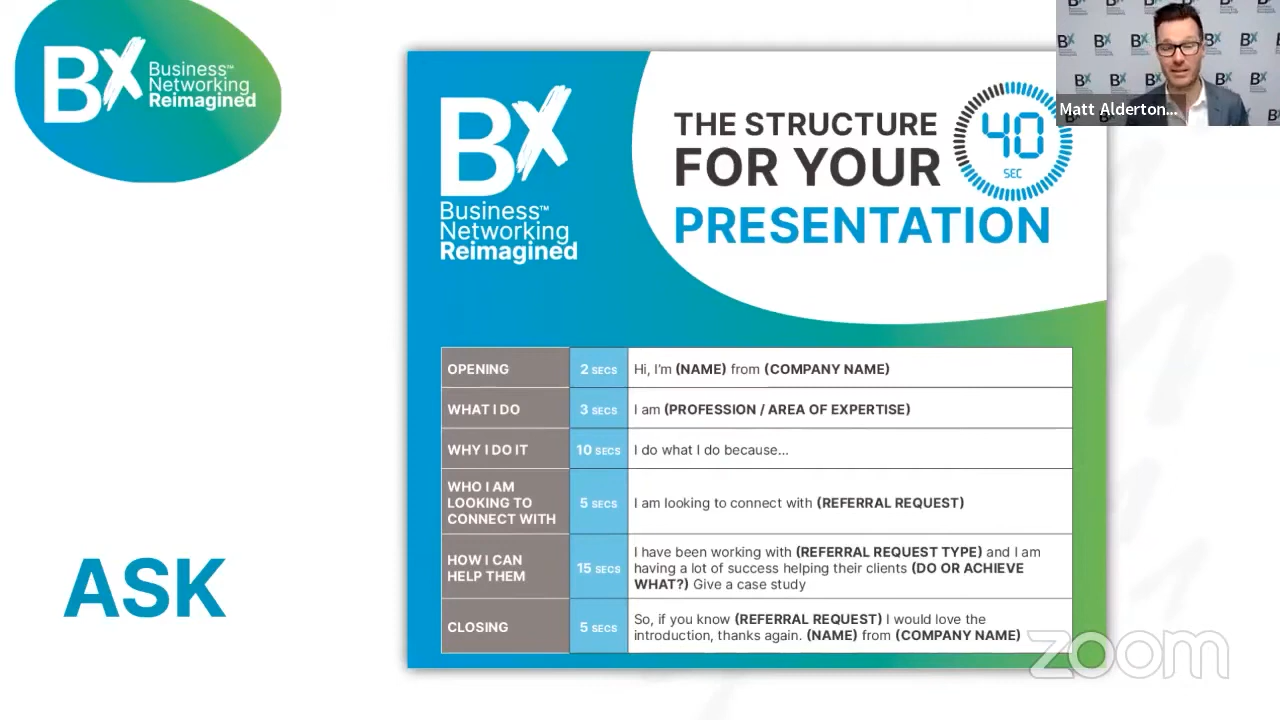 BX
Business™
Networking
Reimagined
ASK
BX
Business™
Networking
Reimagined
THE STRUCTURE
FOR YOUR
PRESENTATION
40
SEC
OPENING 2 SECS Hi, I'm (NAME) from (COMPANY NAME)
WHAT I DO 3 SECS I am (PROFESSION / AREA OF EXPERTISE)
WHY I DO IT 10 SECS I do what I do because...
WHO I AM
LOOKING TO
CONNECT WITH
5 SECS I am looking to connect with (REFERRAL REQUEST)
HOW I CAN
HELP THEM
15 SECS
I have been working with (REFERRAL REQUEST TYPE) and I am
having a lot of success helping their clients (DO OR ACHIEVE
WHAT?) Give a case study
CLOSING 5 SECS
So, if you know (REFERRAL REQUEST) I would love the
introduction, thanks again. (NAME) from (COMPANY NAME)
Matt Alderton...
zoom